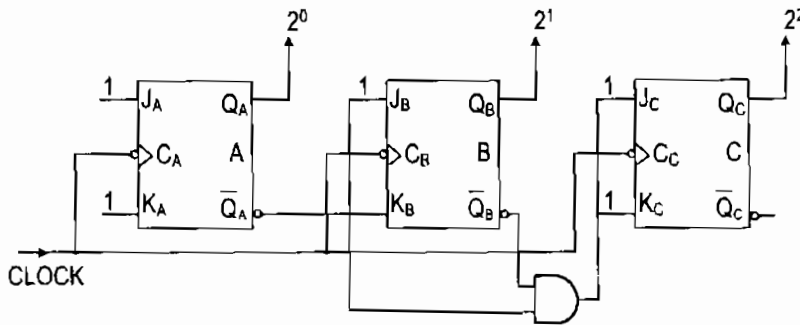 2⁰ 2¹ 2²
1 J_A Q_A 1 J_B Q_B 1 J_C Q_C
C_A A C_B B C_C C
1 K_A Q̅_A K_B Q̅_B 1 K_C Q̅_C
CLOCK